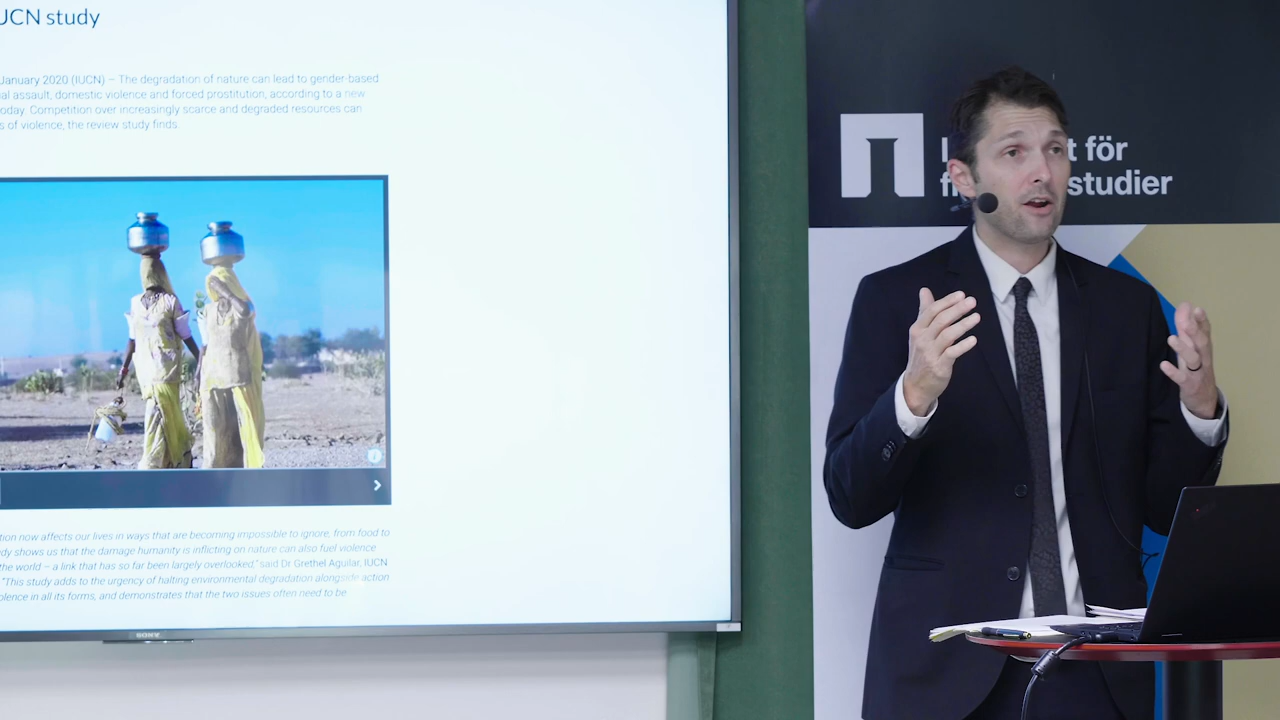 UCN study
January 2020 (IUCN) – The degradation of nature can lead to gender-based
al assault, domestic violence and forced prostitution, according to a new
oday. Competition over increasingly scarce and degraded resources can
s of violence, the review study finds.
tion now affects our lives in ways that are becoming impossible to ignore, from food to
dy shows us that the damage humanity is inflicting on nature can also fuel violence
the world – a link that has so far been largely overlooked," said Dr Grethel Aguilar, IUCN
"This study adds to the urgency of halting environmental degradation alongside action
olence in all its forms, and demonstrates that the two issues often need to be
SONY
I t för
f studier